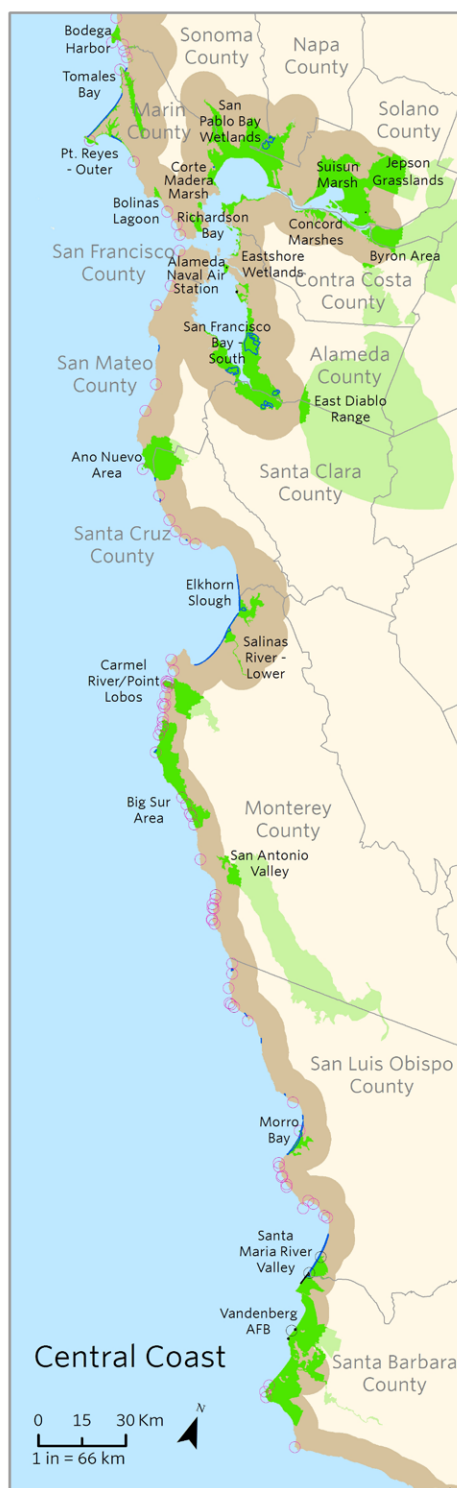 Bodega
Harbor
Sonoma
County
Napa
County
Tomales
Bay
Marin
County
San
Pablo Bay
Wetlands
Solano
County
Pt. Reyes
- Outer
Corte
Madera
Marsh
Suisun
Marsh
Jepson
Grasslands
Bolinas
Lagoon
Richardson
Bay
Concord
Marshes
Byron Area
San Francisco
County
Alameda
Naval Air
Station
Eastshore
Wetlands
Contra Costa
County
San Francisco
Bay -
South
San Mateo
County
Alameda
County
East Diablo
Range
Ano Nuevo
Area
Santa Clara
County
Santa Cruz
County
Elkhorn
Slough
Salinas
River -
Lower
Carmel
River/Point
Lobos
Big Sur
Area
Monterey
County
San Antonio
Valley
San Luis Obispo
County
Morro
Bay
Santa
Maria River
Valley
Vandenberg
AFB
Central Coast
Santa Barbara
County
N
0 15 30 Km
1 in = 66 km